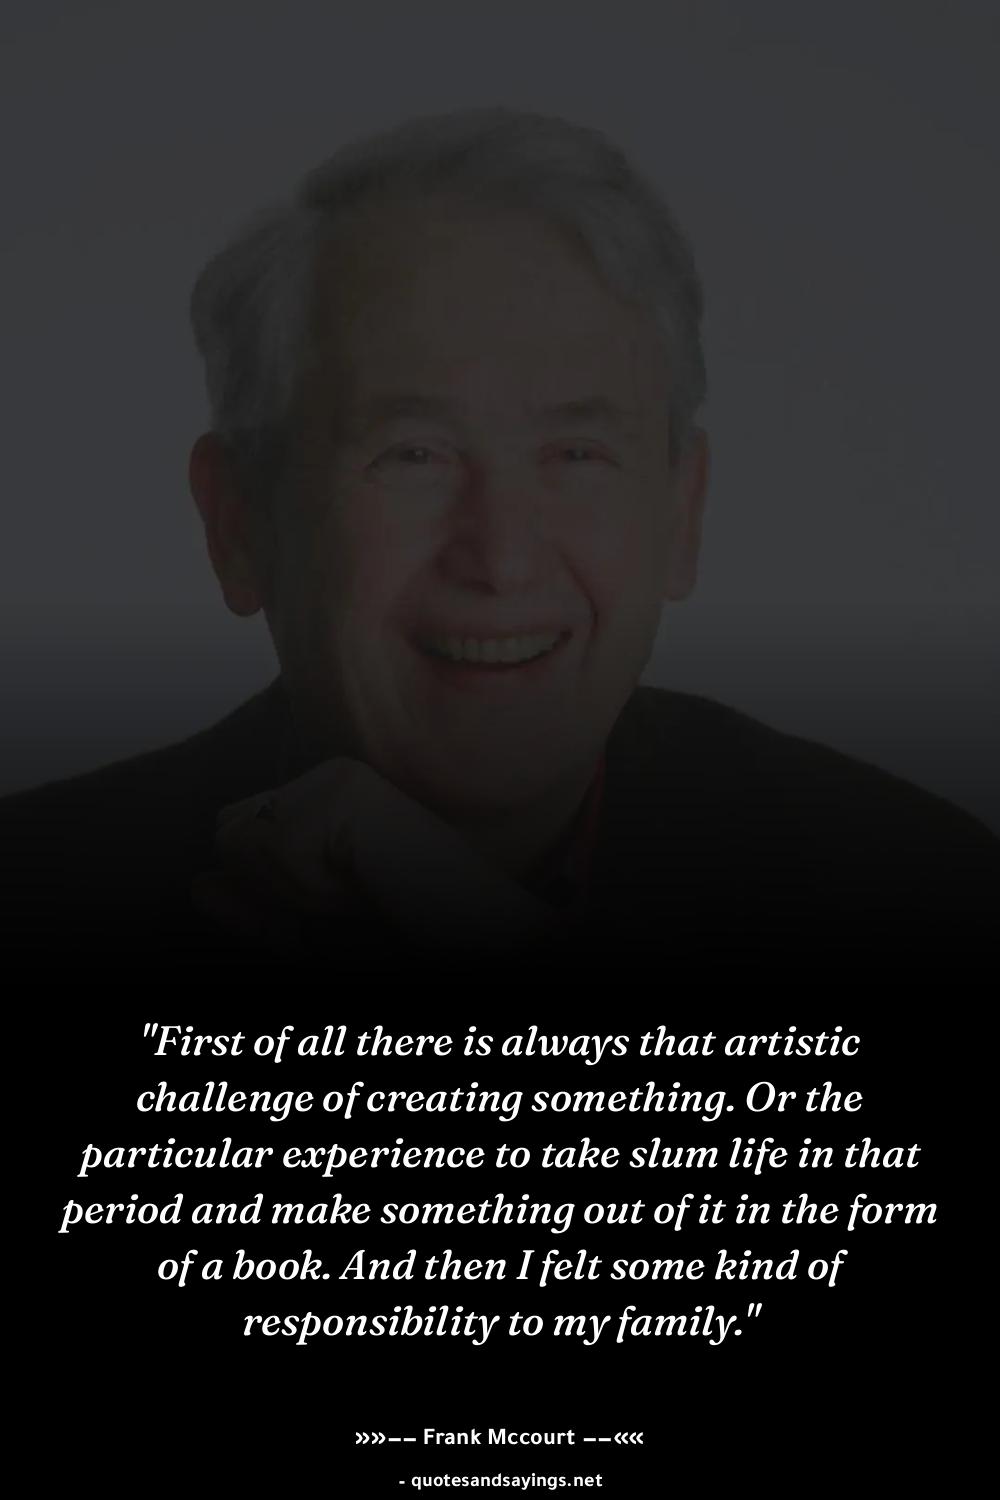 "First of all there is always that artistic
challenge of creating something. Or the
particular experience to take slum life in that
period and make something out of it in the form
of a book. And then I felt some kind of
responsibility to my family."
»»–– Frank Mccourt ––««
- quotesandsayings.net